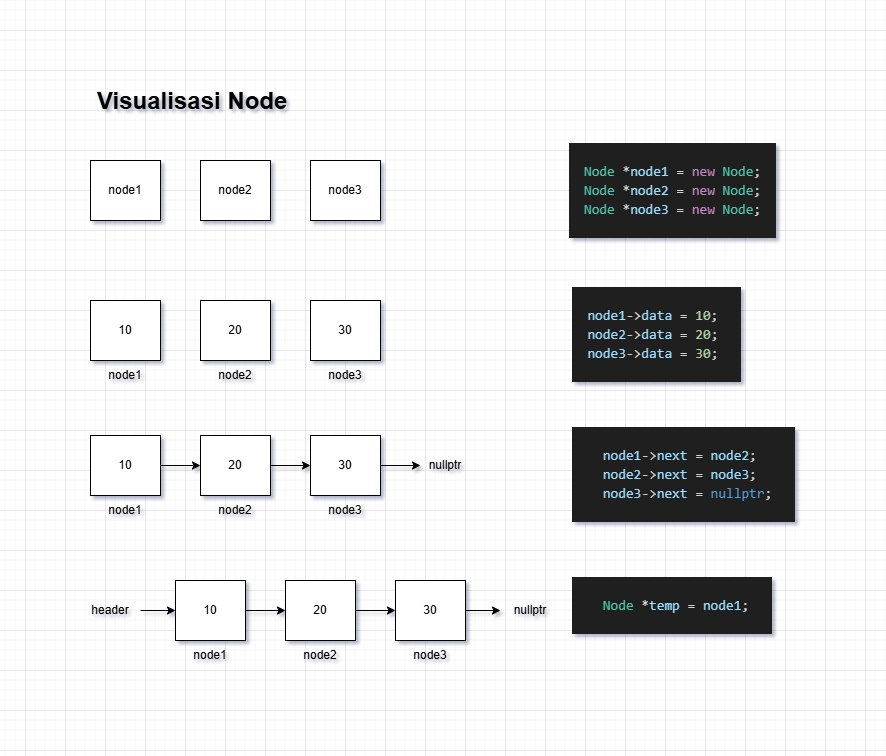 Visualisasi Node
node1 node2 node3
Node *node1 = new Node;
Node *node2 = new Node;
Node *node3 = new Node;
10 20 30
node1 node2 node3
node1->data = 10;
node2->data = 20;
node3->data = 30;
10 20 30 nullptr
node1 node2 node3
node1->next = node2;
node2->next = node3;
node3->next = nullptr;
header 10 20 30 nullptr
node1 node2 node3
Node *temp = node1;